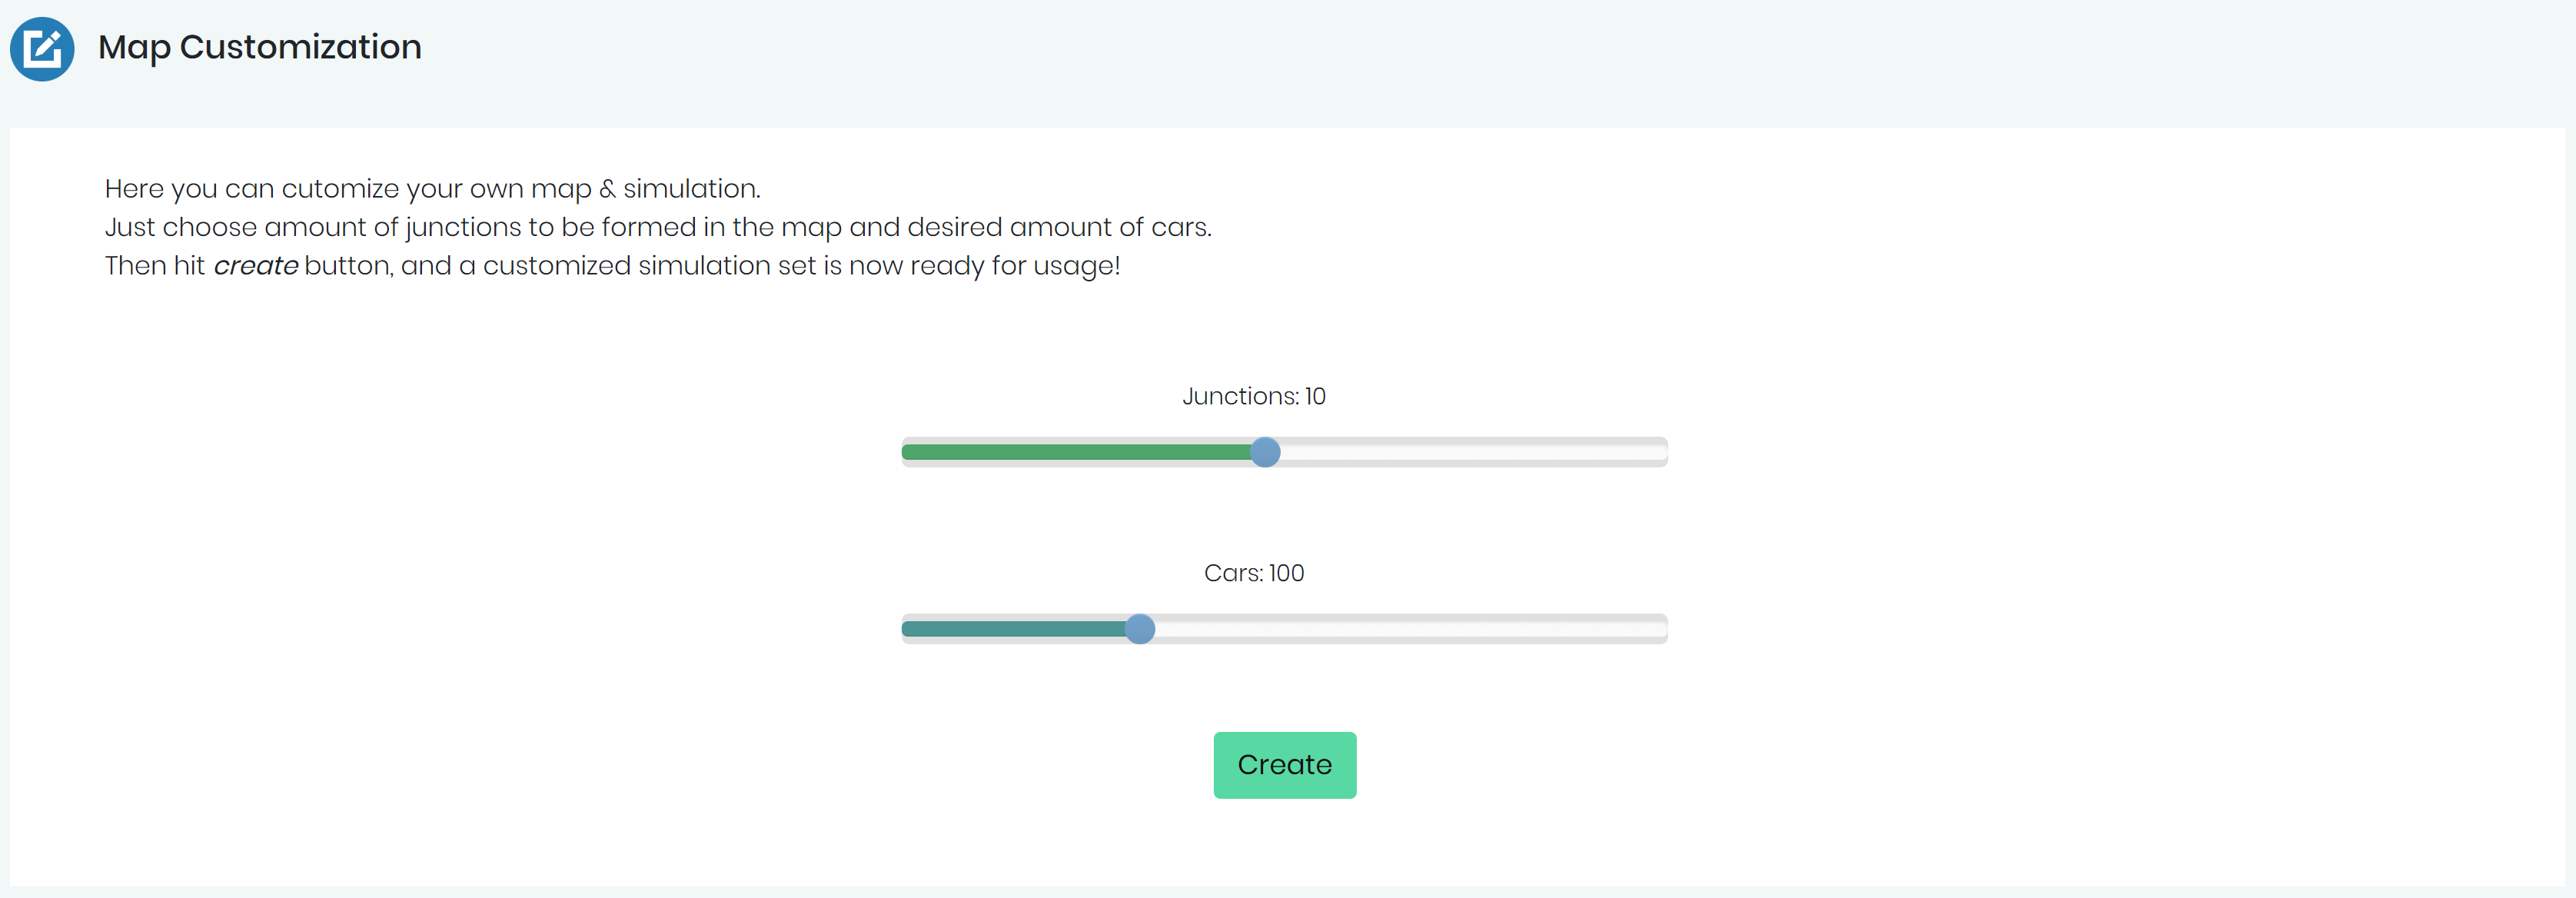 Map Customization
Here you can cutomize your own map & simulation.
Just choose amount of junctions to be formed in the map and desired amount of cars.
Then hit create button, and a customized simulation set is now ready for usage!
Junctions: 10
Cars: 100
Create